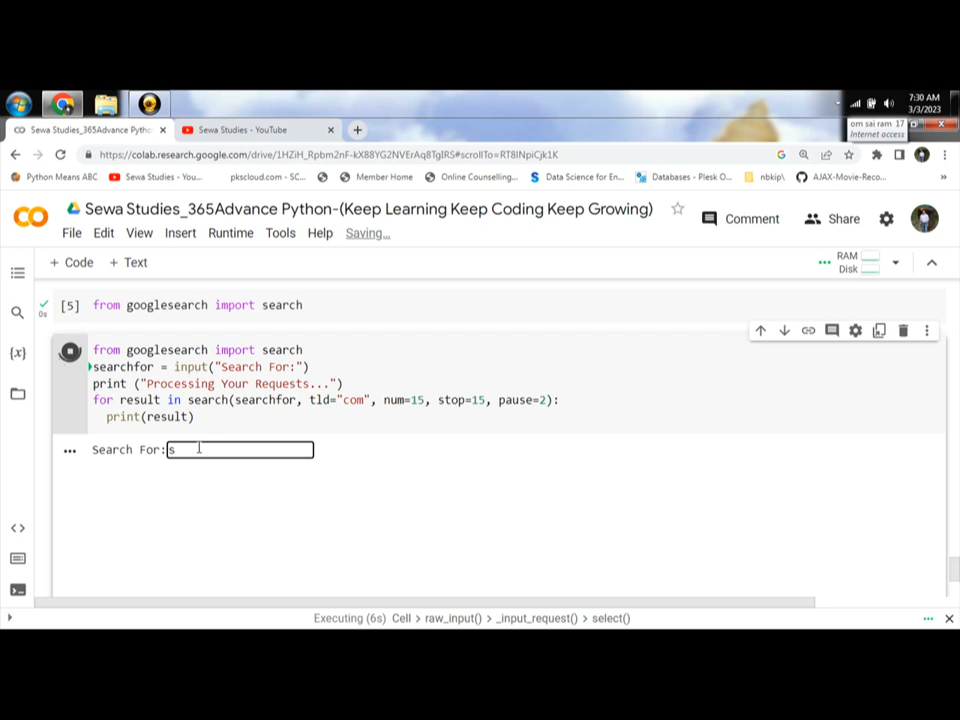 7:30 AM
3/3/2023
om sai ram 17
Internet access
Sewa Studies_365Advance Pytho
Sewa Studies - YouTube
https://colab.research.google.com/drive/1HZiH_Rpbm2nF-kX88YG2NVErAq8TgIRS#scrollTo=RT8INpiCjk1K
Python Means ABC
Sewa Studies - You...
pkscloud.com - SC...
Member Home
Online Counselling...
Data Science for En...
Databases - Plesk O...
nbkip\
AJAX-Movie-Reco...
»
CO
Sewa Studies_365Advance Python-(Keep Learning Keep Coding Keep Growing)
Comment
Share
File Edit View Insert Runtime Tools Help Saving...
+ Code + Text
RAM
Disk
0s
[5] from googlesearch import search
{x}
from googlesearch import search
searchfor = input("Search For:")
print ("Processing Your Requests...")
for result in search(searchfor, tld="com", num=15, stop=15, pause=2):
print(result)
... Search For:s
Executing (6s) Cell > raw_input() > _input_request() > select()